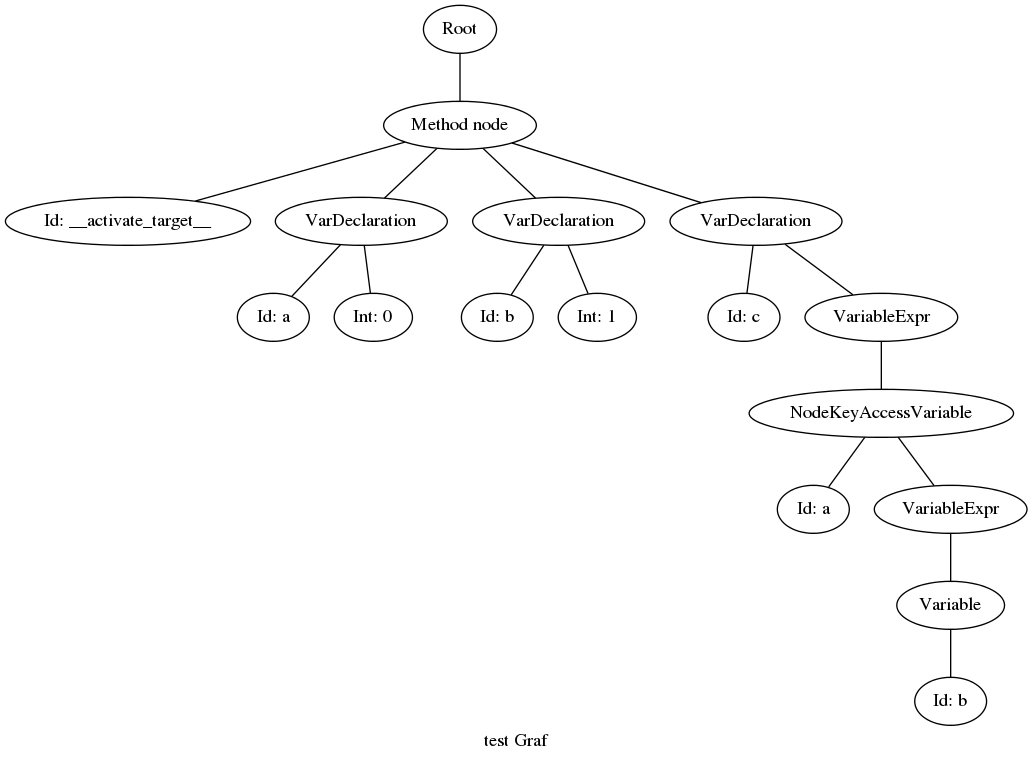 Root
Method node
Id: __activate_target__
VarDeclaration
VarDeclaration
VarDeclaration
Id: a
Int: 0
Id: b
Int: 1
Id: c
VariableExpr
NodeKeyAccessVariable
Id: a
VariableExpr
Variable
Id: b
test Graf